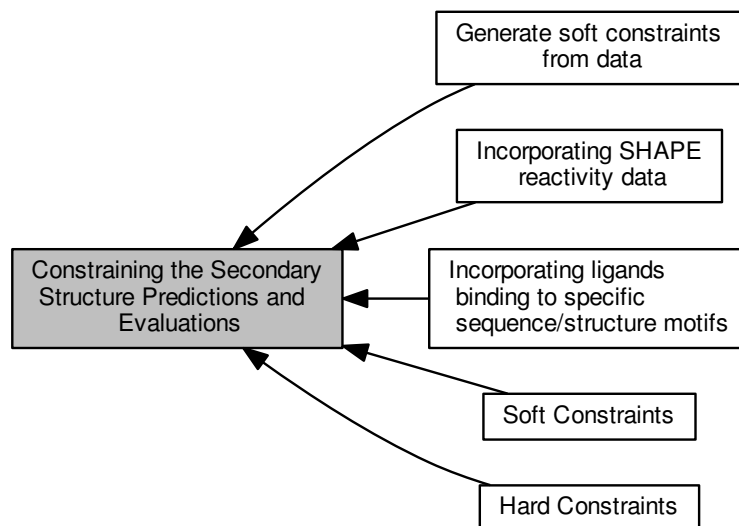 Generate soft constraints
from data
Incorporating SHAPE
reactivity data
Constraining the Secondary
Structure Predictions and
Evaluations
Incorporating ligands
binding to specific
sequence/structure motifs
Soft Constraints
Hard Constraints